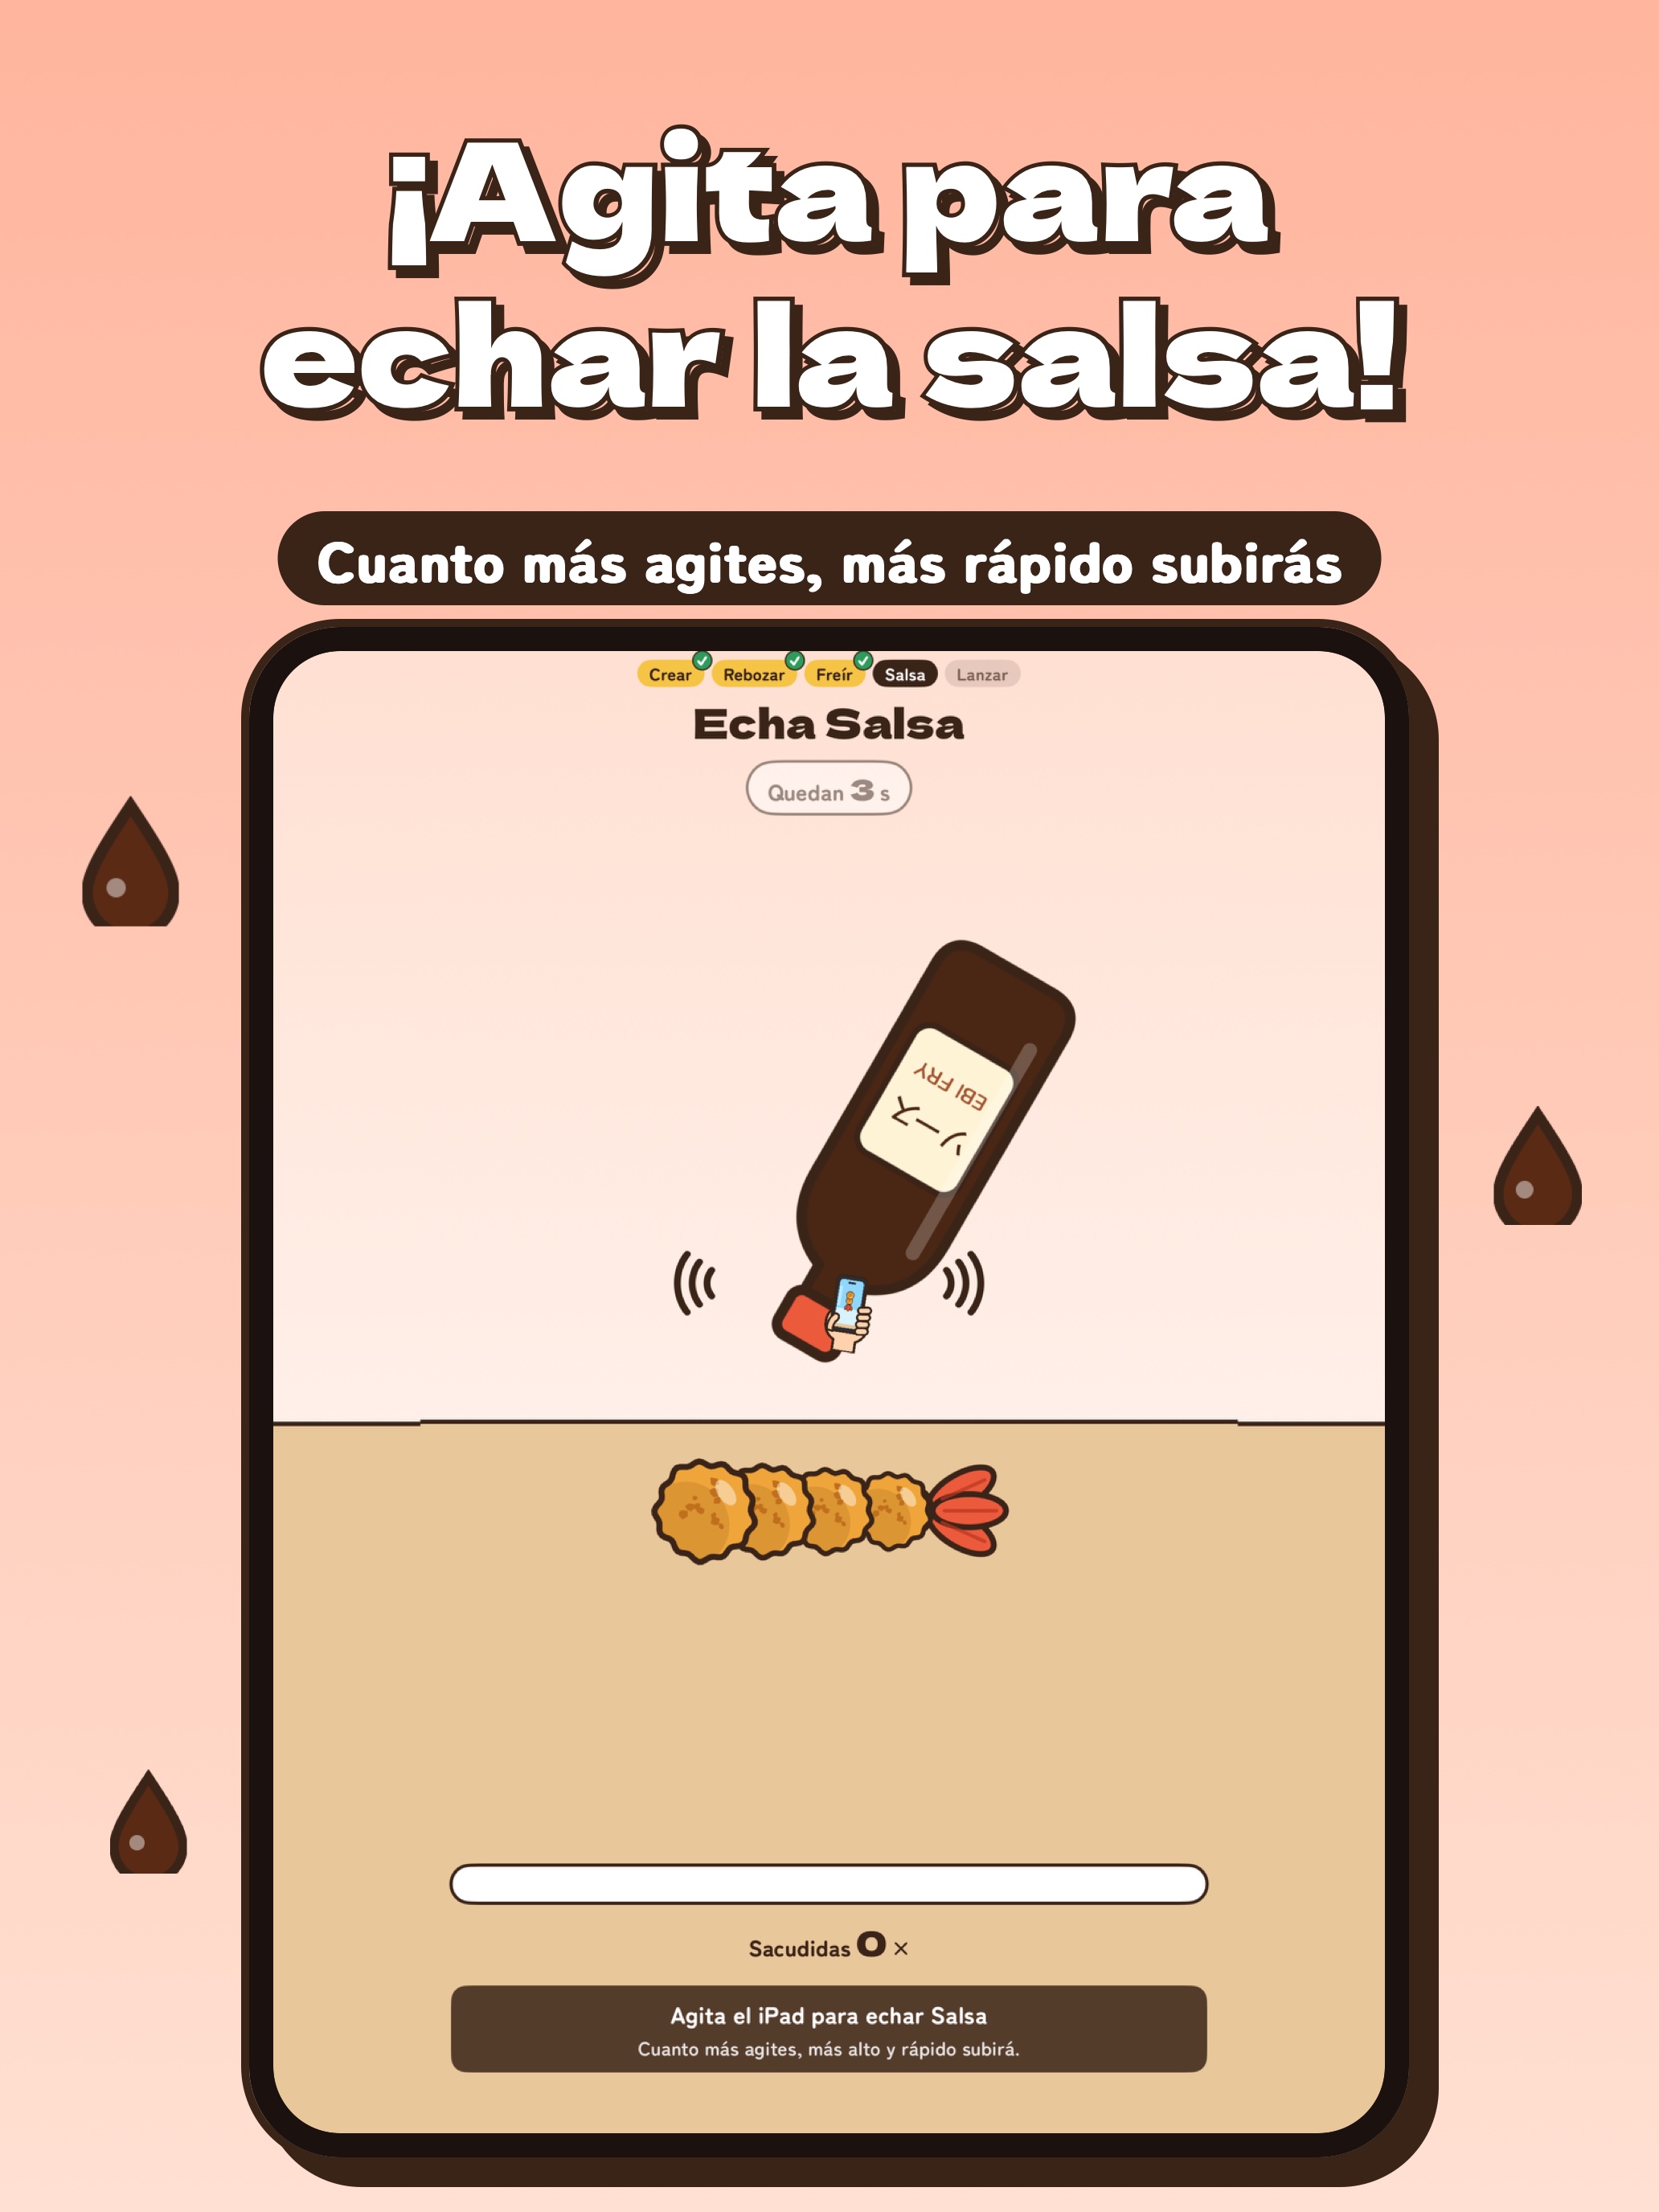 ¡Agita para
echar la salsa!
Cuanto más agites, más rápido subirás
Crear Rebozar Freír Salsa Lanzar
Echa Salsa
Quedan 3 s
EBI FRY
ソース
Sacudidas 0 ×
Agita el iPad para echar Salsa
Cuanto más agites, más alto y rápido subirá.